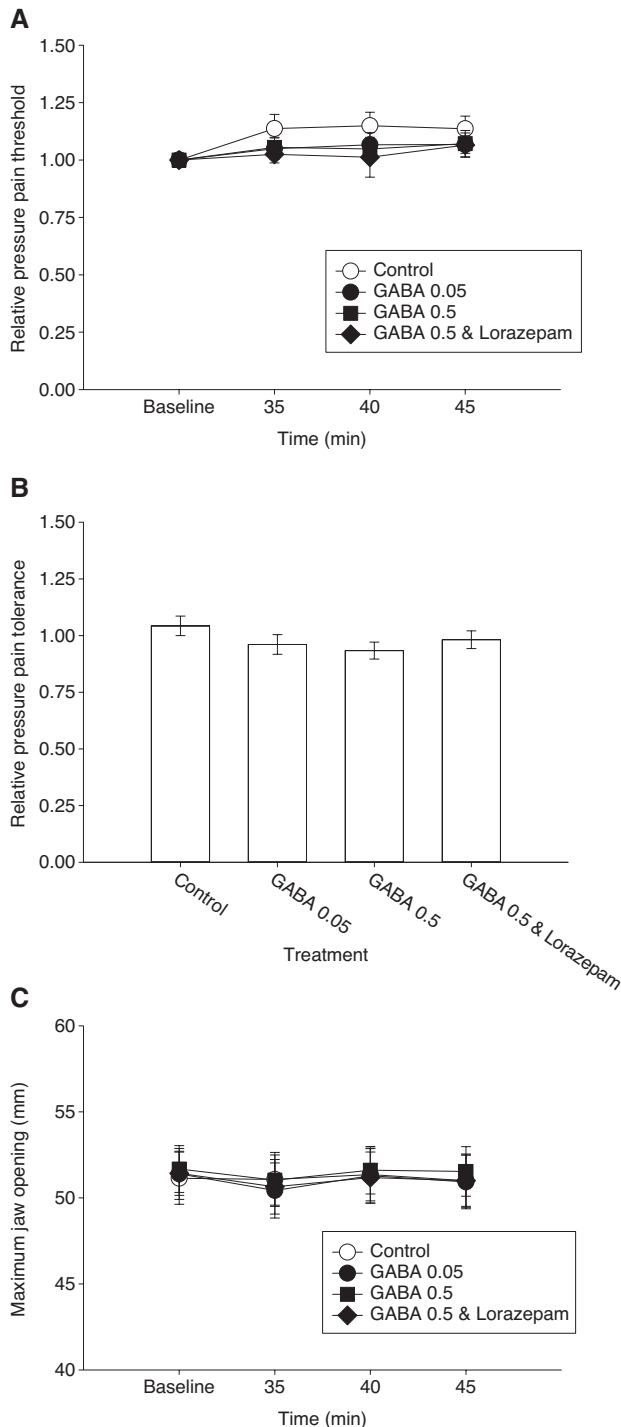 A
Relative pressure pain threshold
1.50
1.25
1.00
0.75
0.50
0.25
0.00
Control
GABA 0.05
GABA 0.5
GABA 0.5 & Lorazepam
Baseline 35 40 45
Time (min)
B
Relative pressure pain tolerance
1.50
1.25
1.00
0.75
0.50
0.25
0.00
Control
GABA 0.05
GABA 0.5
GABA 0.5 & Lorazepam
Treatment
C
Maximum jaw opening (mm)
60
55
50
45
40
Control
GABA 0.05
GABA 0.5
GABA 0.5 & Lorazepam
Baseline 35 40 45
Time (min)